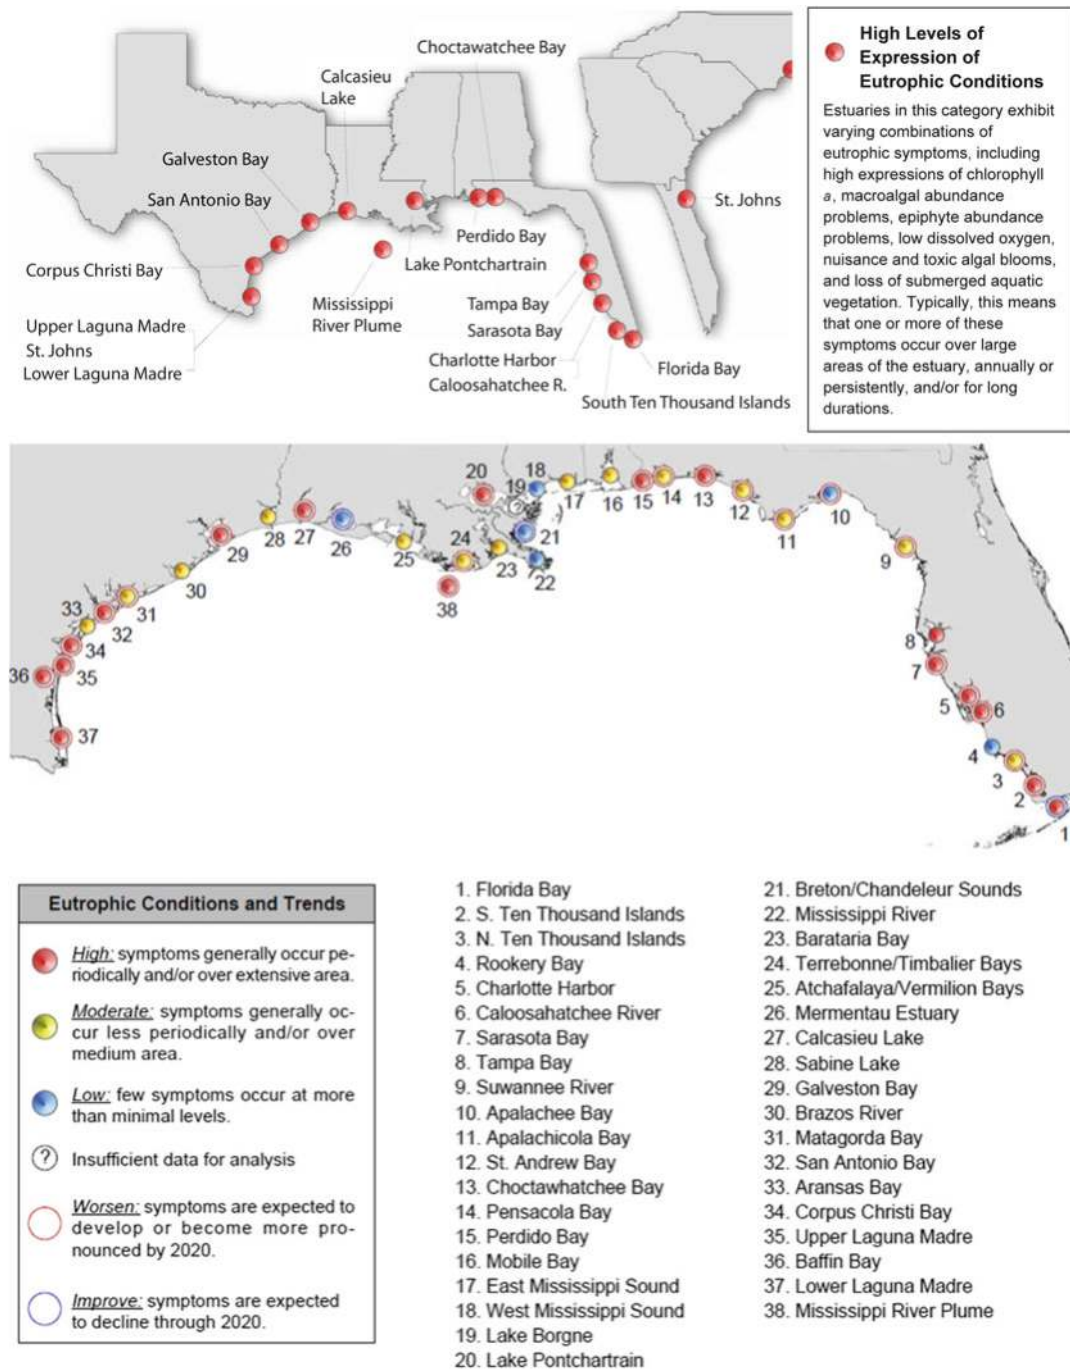 Choctawatchee Bay
Calcasieu
Lake
Galveston Bay
San Antonio Bay
Corpus Christi Bay
Upper Laguna Madre
St. Johns
Lower Laguna Madre
Mississippi
River Plume
Lake Pontchartrain
Perdido Bay
Tampa Bay
Sarasota Bay
Charlotte Harbor
Caloosahatchee R.
South Ten Thousand Islands
Florida Bay
St. Johns
High Levels of
Expression of
Eutrophic Conditions
Estuaries in this category exhibit
varying combinations of
eutrophic symptoms, including
high expressions of chlorophyll
a, macroalgal abundance
problems, epiphyte abundance
problems, low dissolved oxygen,
nuisance and toxic algal blooms,
and loss of submerged aquatic
vegetation. Typically, this means
that one or more of these
symptoms occur over large
areas of the estuary, annually or
persistently, and/or for long
durations.
20
18
19
17
16
15
14
13
12
11
10
9
8
7
5
6
4
3
2
1
21
22
23
24
38
25
26
27
28
29
30
31
32
33
34
35
36
37
Eutrophic Conditions and Trends
High: symptoms generally occur pe-
riodically and/or over extensive area.
Moderate: symptoms generally oc-
cur less periodically and/or over
medium area.
Low: few symptoms occur at more
than minimal levels.
? Insufficient data for analysis
Worsen: symptoms are expected to
develop or become more pro-
nounced by 2020.
Improve: symptoms are expected
to decline through 2020.
1. Florida Bay
2. S. Ten Thousand Islands
3. N. Ten Thousand Islands
4. Rookery Bay
5. Charlotte Harbor
6. Caloosahatchee River
7. Sarasota Bay
8. Tampa Bay
9. Suwannee River
10. Apalachee Bay
11. Apalachicola Bay
12. St. Andrew Bay
13. Choctawhatchee Bay
14. Pensacola Bay
15. Perdido Bay
16. Mobile Bay
17. East Mississippi Sound
18. West Mississippi Sound
19. Lake Borgne
20. Lake Pontchartrain
21. Breton/Chandeleur Sounds
22. Mississippi River
23. Barataria Bay
24. Terrebonne/Timbalier Bays
25. Atchafalaya/Vermilion Bays
26. Mermentau Estuary
27. Calcasieu Lake
28. Sabine Lake
29. Galveston Bay
30. Brazos River
31. Matagorda Bay
32. San Antonio Bay
33. Aransas Bay
34. Corpus Christi Bay
35. Upper Laguna Madre
36. Baffin Bay
37. Lower Laguna Madre
38. Mississippi River Plume